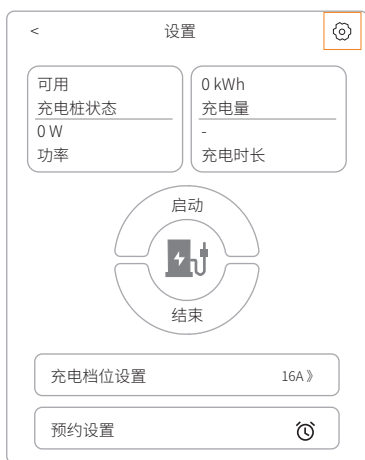 < 设置
可用
充电桩状态
0 W
功率
0 kWh
充电量
-
充电时长
启动
结束
充电档位设置 16A》
预约设置